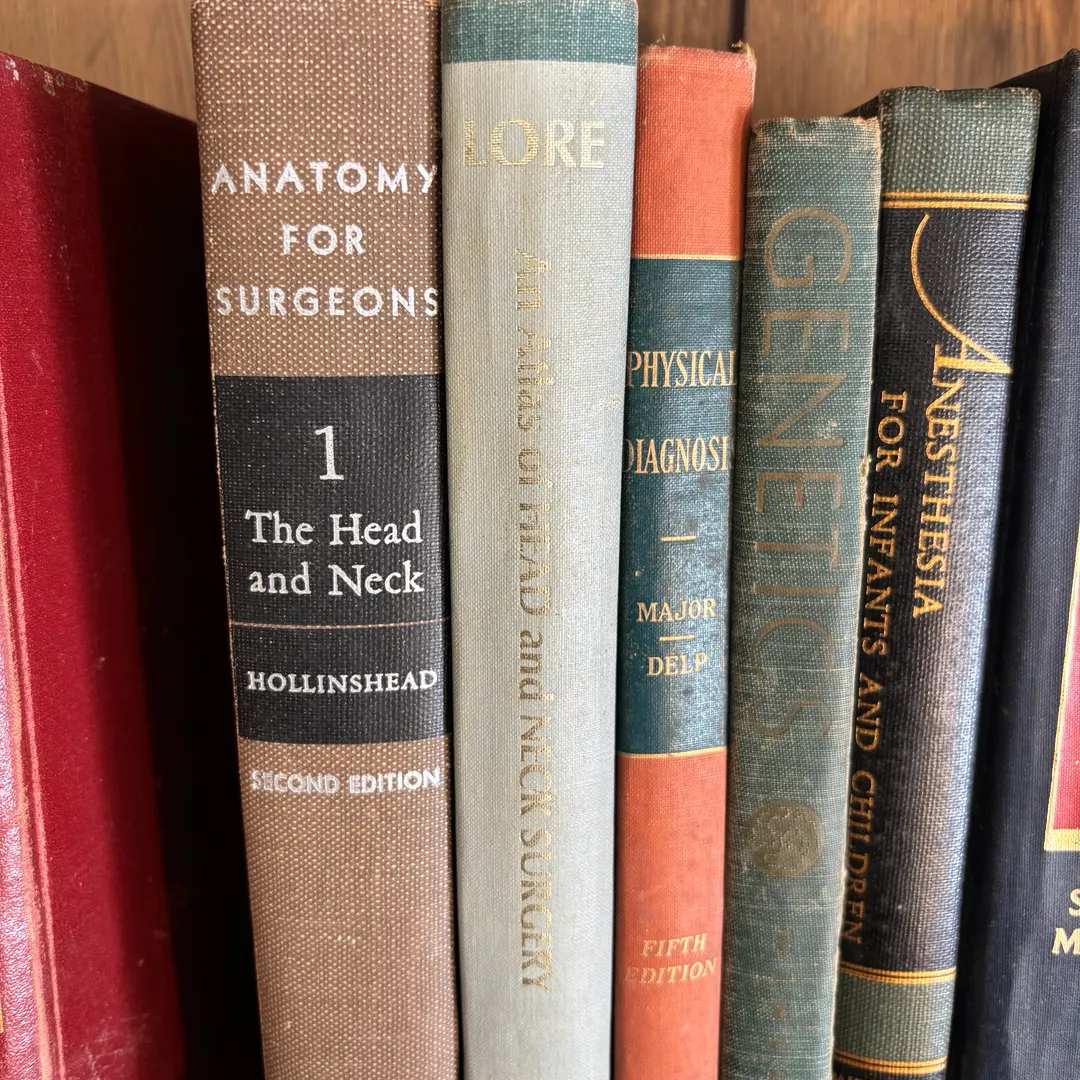 ANATOMY
FOR
SURGEONS
1
The Head
and Neck
HOLLINSHEAD
SECOND EDITION
LORE
An Atlas of HEAD and NECK SURGERY
PHYSICAL
DIAGNOSIS
MAJOR
DELP
FIFTH
EDITION
GENETICS
ANESTHESIA
FOR INFANTS AND CHILDREN